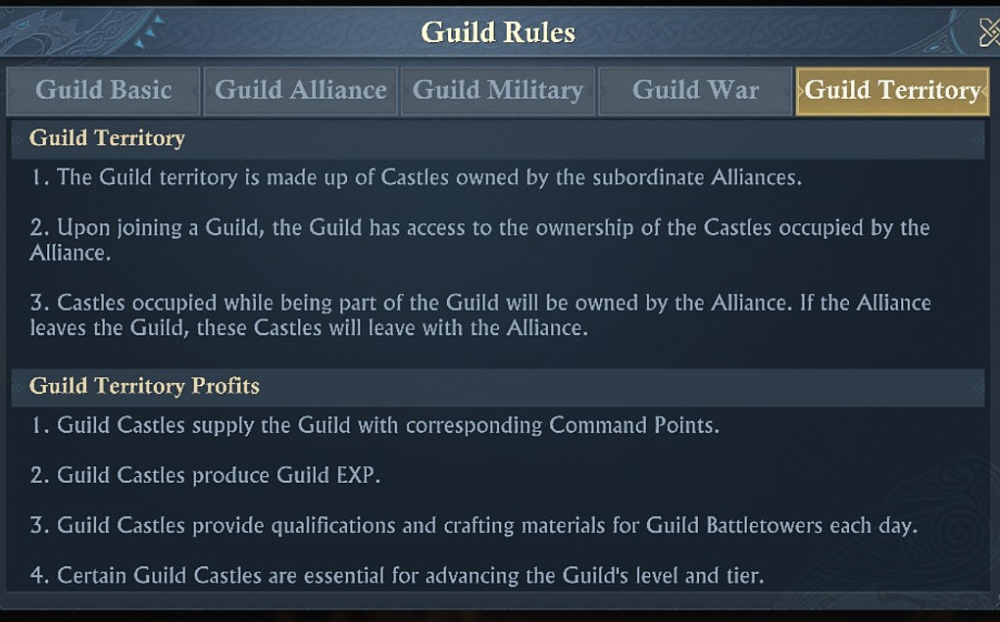 Guild Rules
Guild Basic
Guild Alliance
Guild Military
Guild War
Guild Territory
Guild Territory
1. The Guild territory is made up of Castles owned by the subordinate Alliances.
2. Upon joining a Guild, the Guild has access to the ownership of the Castles occupied by the
Alliance.
3. Castles occupied while being part of the Guild will be owned by the Alliance. If the Alliance
leaves the Guild, these Castles will leave with the Alliance.
Guild Territory Profits
1. Guild Castles supply the Guild with corresponding Command Points.
2. Guild Castles produce Guild EXP.
3. Guild Castles provide qualifications and crafting materials for Guild Battletowers each day.
4. Certain Guild Castles are essential for advancing the Guild's level and tier.